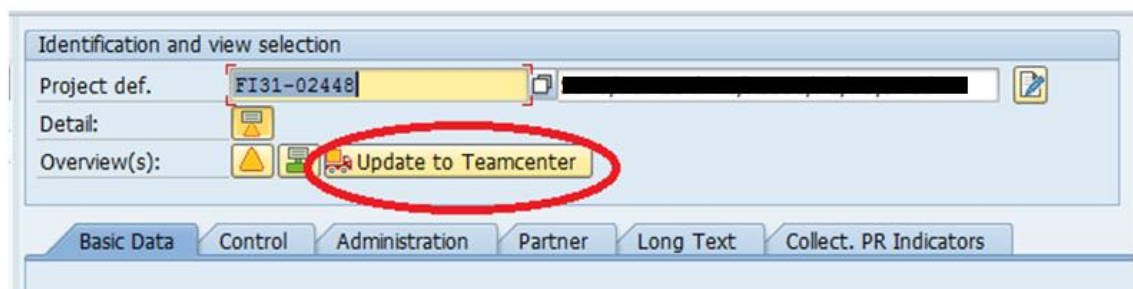 Identification and view selection
Project def. FI31-02448
Detail:
Overview(s): Update to Teamcenter
Basic Data Control Administration Partner Long Text Collect. PR Indicators